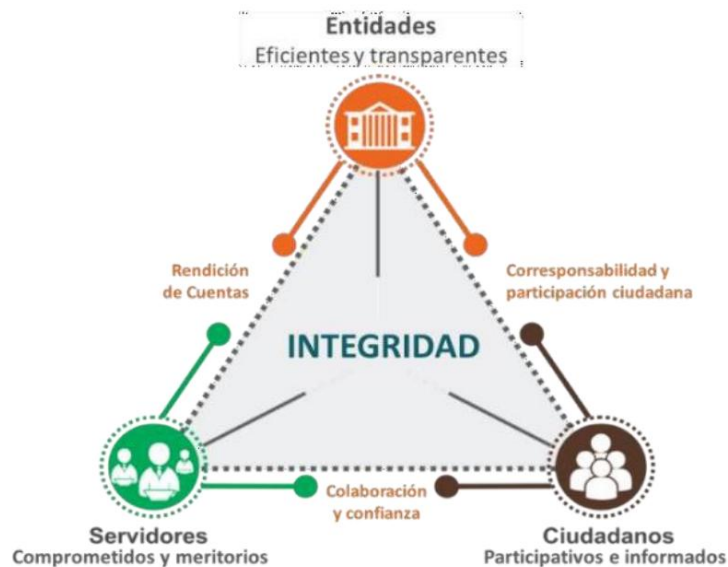 Entidades
Eficientes y transparentes
Rendición
de Cuentas
Corresponsabilidad y
participación ciudadana
INTEGRIDAD
Colaboración
y confianza
Servidores
Comprometidos y meritorios
Ciudadanos
Participativos e informados